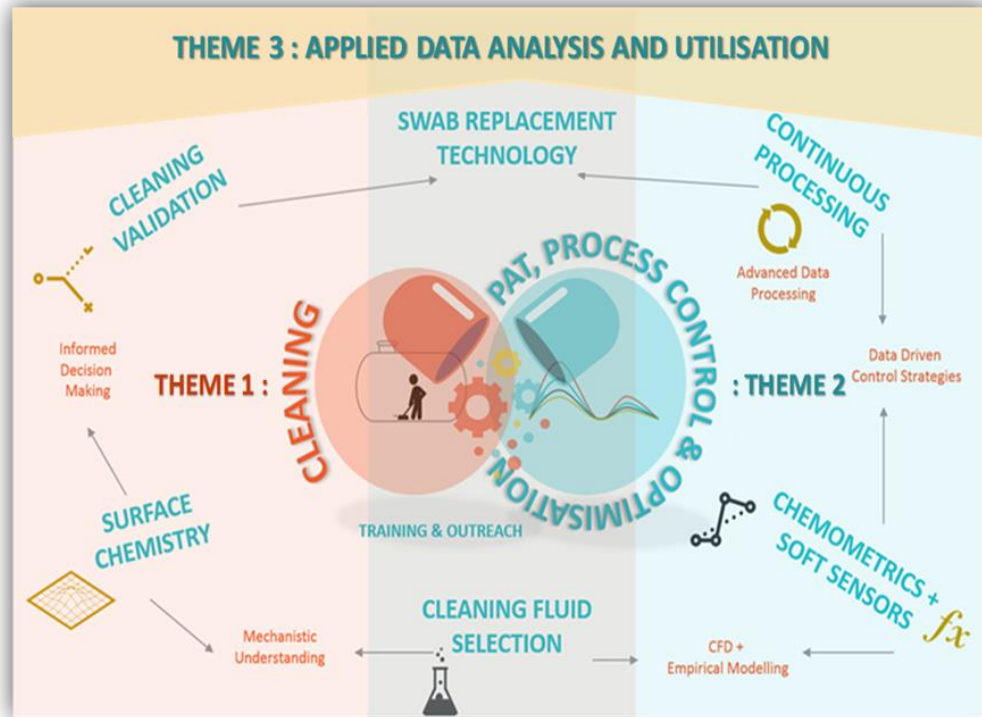 THEME 3 : APPLIED DATA ANALYSIS AND UTILISATION
SWAB REPLACEMENT
TECHNOLOGY
CLEANING
VALIDATION
CONTINUOUS
PROCESSING
Advanced Data
Processing
Informed
Decision
Making
THEME 1 :
CLEANING
PAT, PROCESS CONTROL & OPTIMISATION
: THEME 2
Data Driven
Control Strategies
SURFACE
CHEMISTRY
TRAINING & OUTREACH
CHEMOMETRICS +
SOFT SENSORS
fx
Mechanistic
Understanding
CLEANING FLUID
SELECTION
CFD +
Empirical Modelling